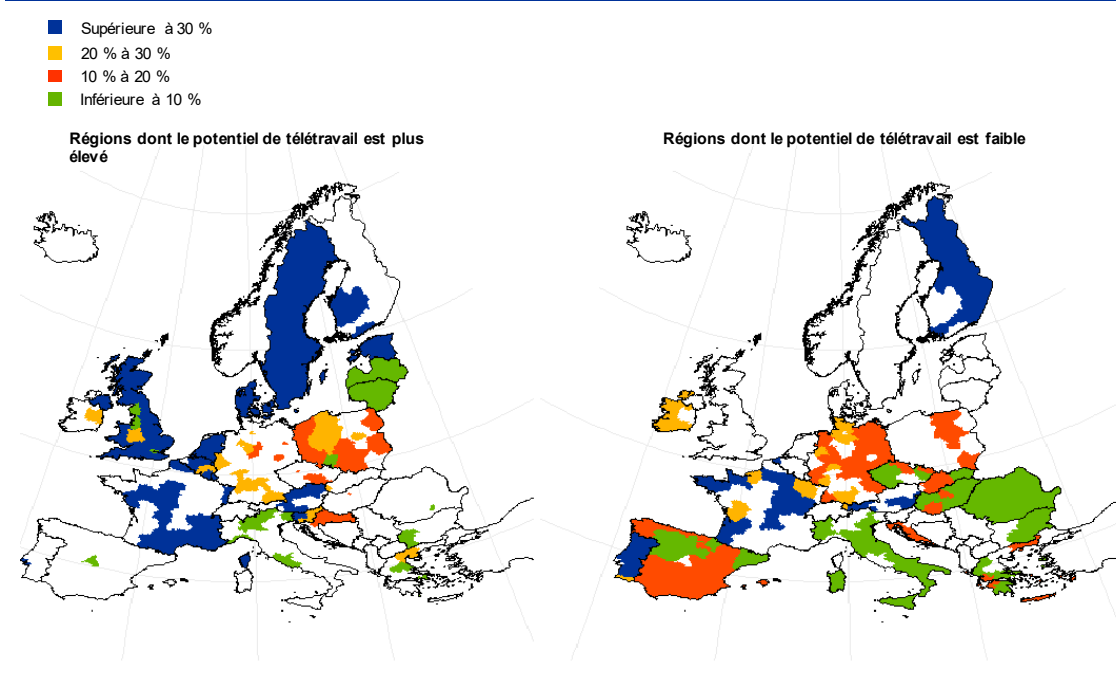 Supérieure à 30 %
20 % à 30 %
10 % à 20 %
Inférieure à 10 %
Régions dont le potentiel de télétravail est plus
élevé
Régions dont le potentiel de télétravail est faible